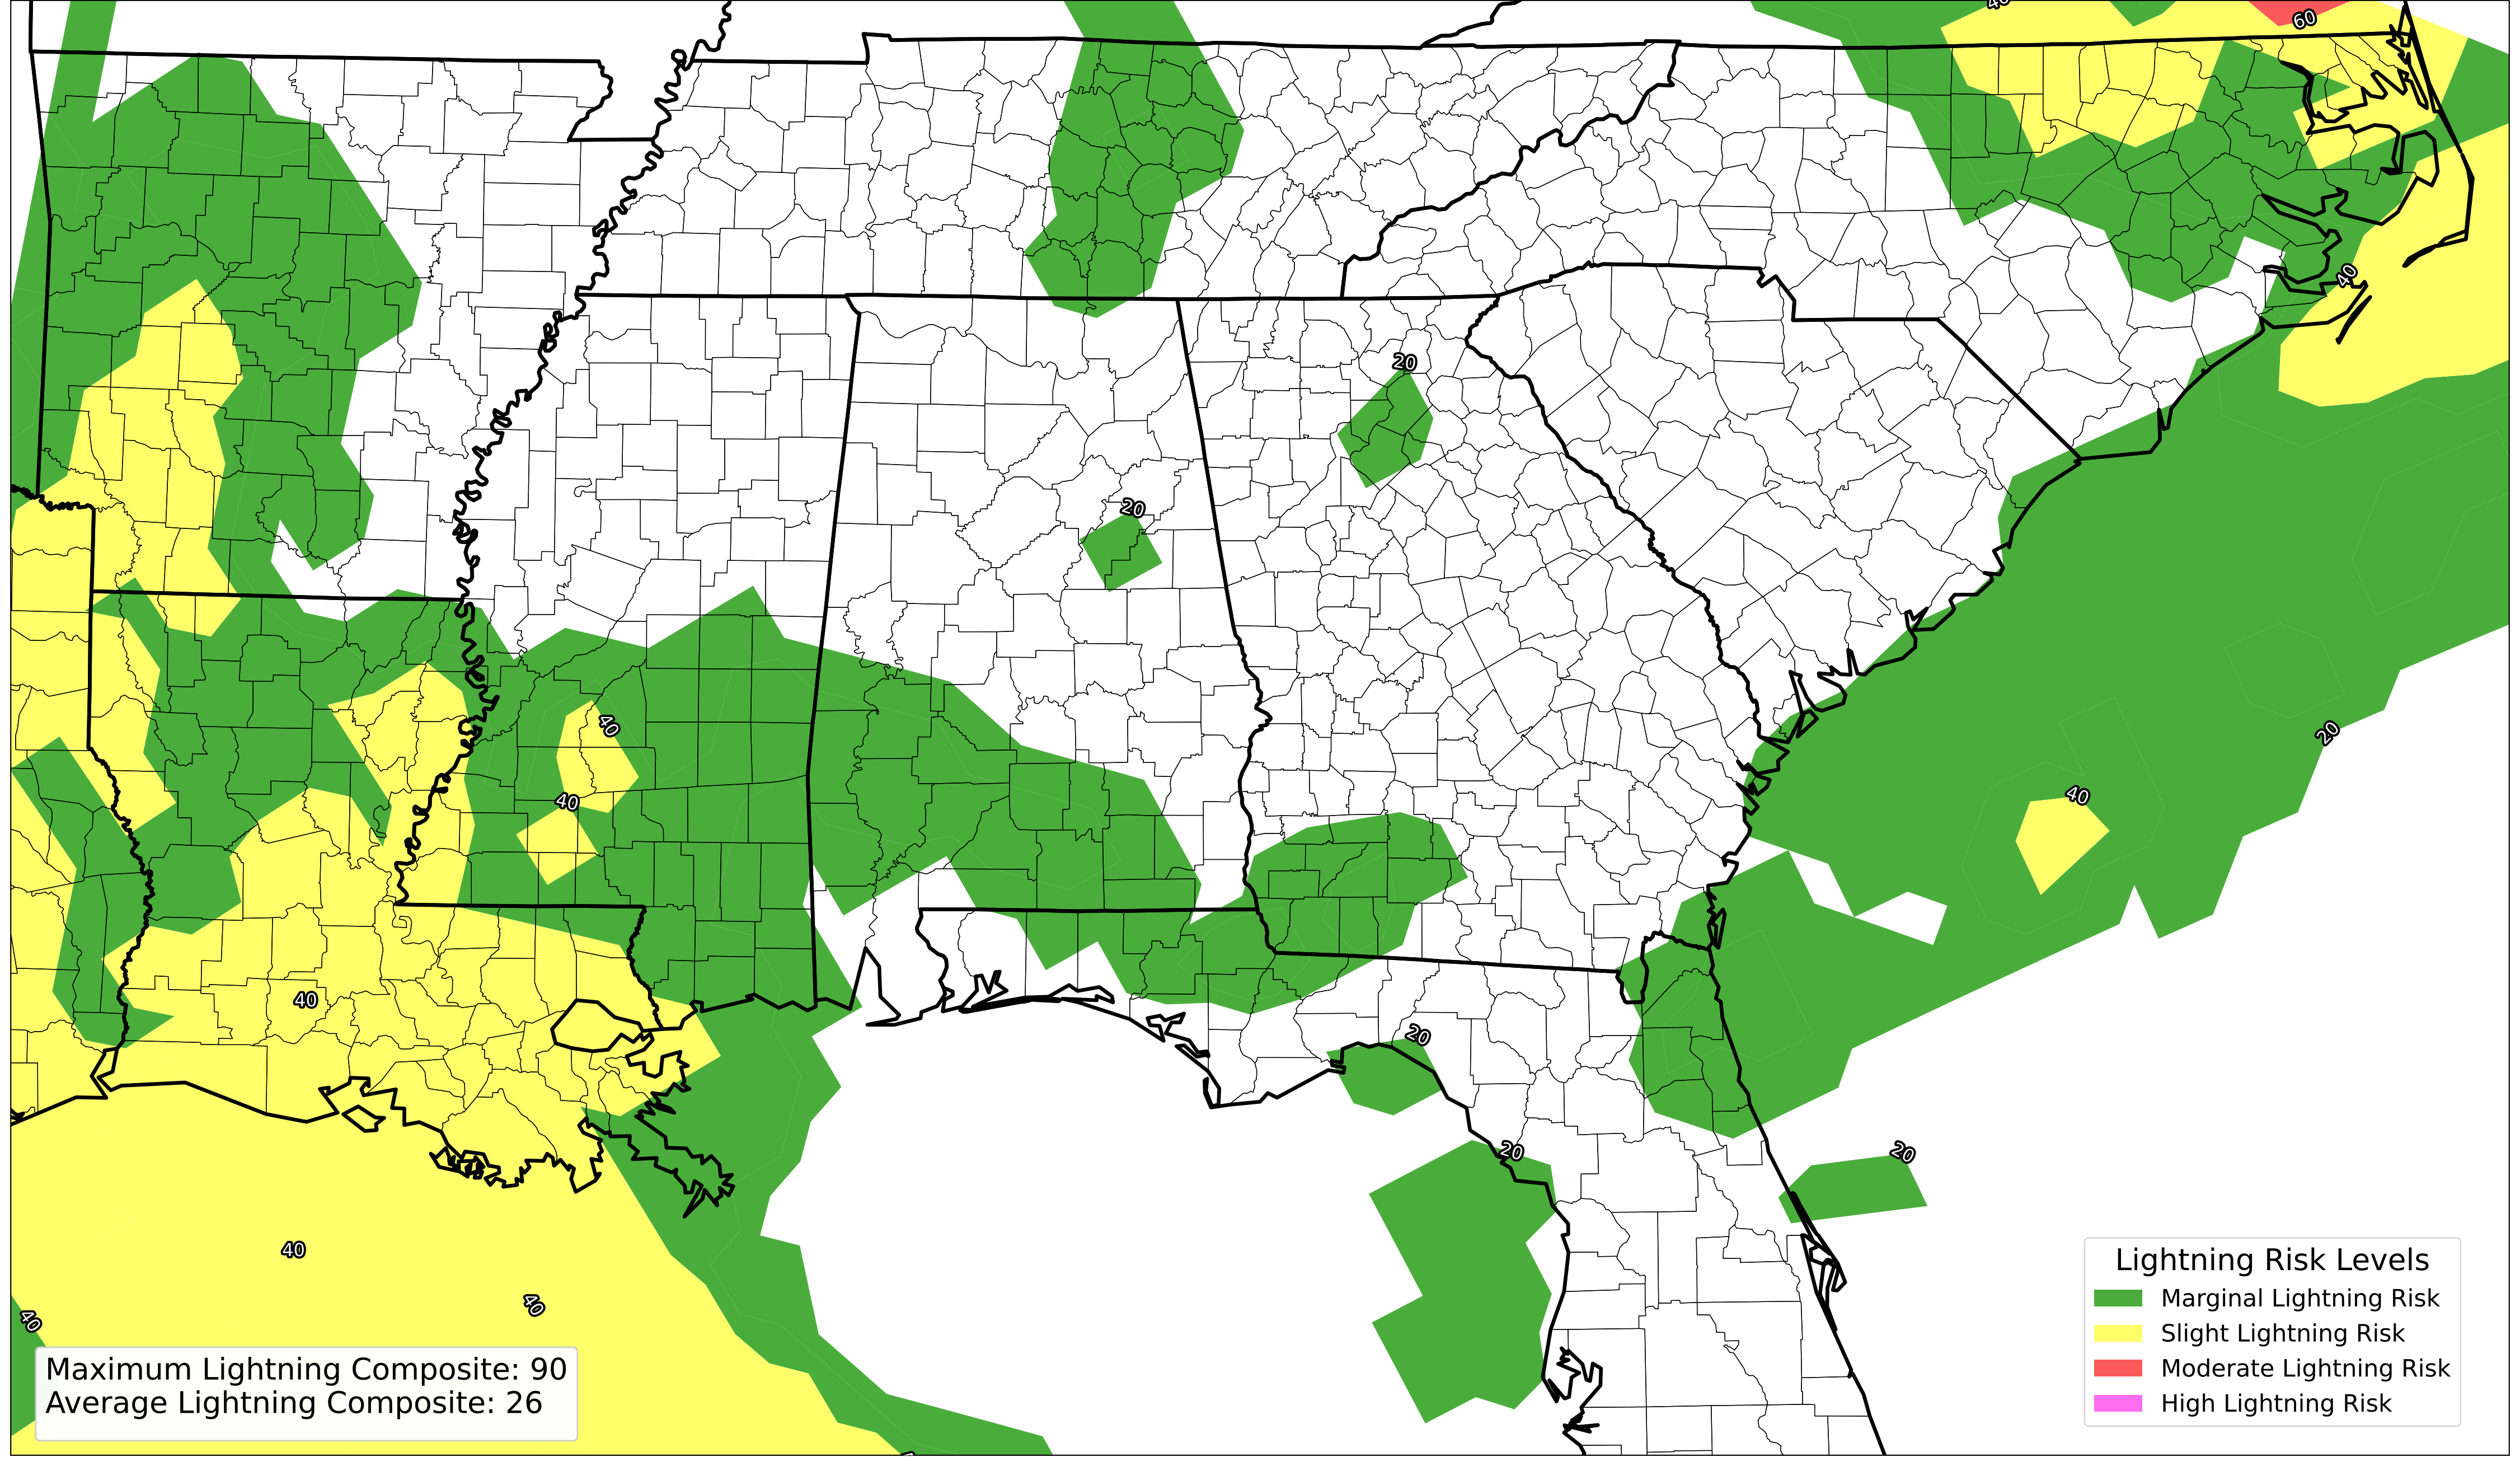 40
60
40
20
20
40
20
40
40
40
20
20
20
40
40
40
40
Maximum Lightning Composite: 90
Average Lightning Composite: 26
Lightning Risk Levels
Marginal Lightning Risk
Slight Lightning Risk
Moderate Lightning Risk
High Lightning Risk